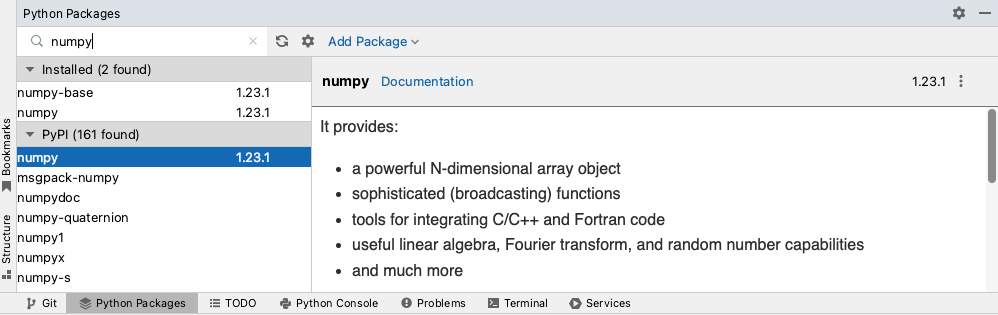 Python Packages
numpy
Add Package
Installed (2 found)
numpy-base 1.23.1
numpy 1.23.1
PyPI (161 found)
numpy 1.23.1
msgpack-numpy
numpydoc
numpy-quaternion
numpy1
numpyx
numpy-s
numpy Documentation 1.23.1
It provides:
• a powerful N-dimensional array object
• sophisticated (broadcasting) functions
• tools for integrating C/C++ and Fortran code
• useful linear algebra, Fourier transform, and random number capabilities
• and much more
Bookmarks
Structure
Git Python Packages TODO Python Console Problems Terminal Services